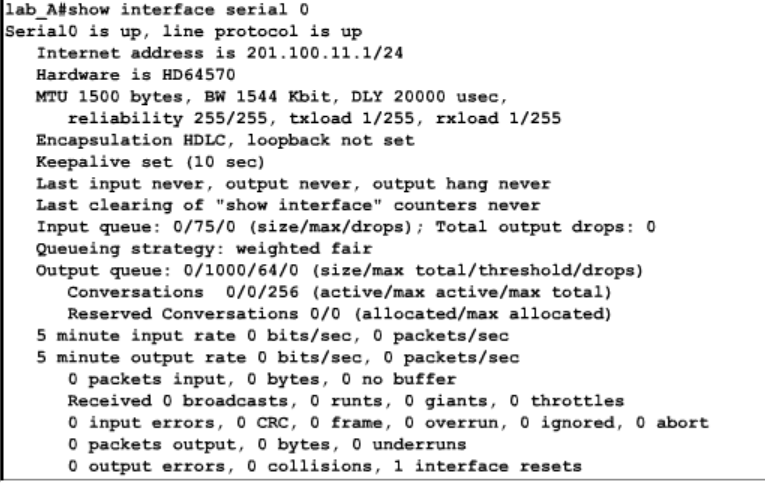 lab_A#show interface serial 0
Serial0 is up, line protocol is up
Internet address is 201.100.11.1/24
Hardware is HD64570
MTU 1500 bytes, BW 1544 Kbit, DLY 20000 usec,
reliability 255/255, txload 1/255, rxload 1/255
Encapsulation HDLC, loopback not set
Keepalive set (10 sec)
Last input never, output never, output hang never
Last clearing of "show interface" counters never
Input queue: 0/75/0 (size/max/drops); Total output drops: 0
Queueing strategy: weighted fair
Output queue: 0/1000/64/0 (size/max total/threshold/drops)
Conversations  0/0/256 (active/max active/max total)
Reserved Conversations 0/0 (allocated/max allocated)
5 minute input rate 0 bits/sec, 0 packets/sec
5 minute output rate 0 bits/sec, 0 packets/sec
0 packets input, 0 bytes, 0 no buffer
Received 0 broadcasts, 0 runts, 0 giants, 0 throttles
0 input errors, 0 CRC, 0 frame, 0 overrun, 0 ignored, 0 abort
0 packets output, 0 bytes, 0 underruns
0 output errors, 0 collisions, 1 interface resets